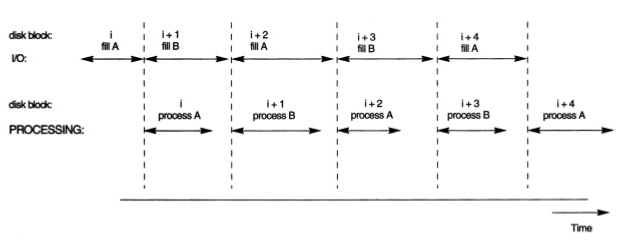 disk block: i i + 1 i + 2 i + 3 i + 4
fill A fill B fill A fill B fill A
I/O:
disk block: i i + 1 i + 2 i + 3 i + 4
process A process B process A process B process A
PROCESSING:
Time